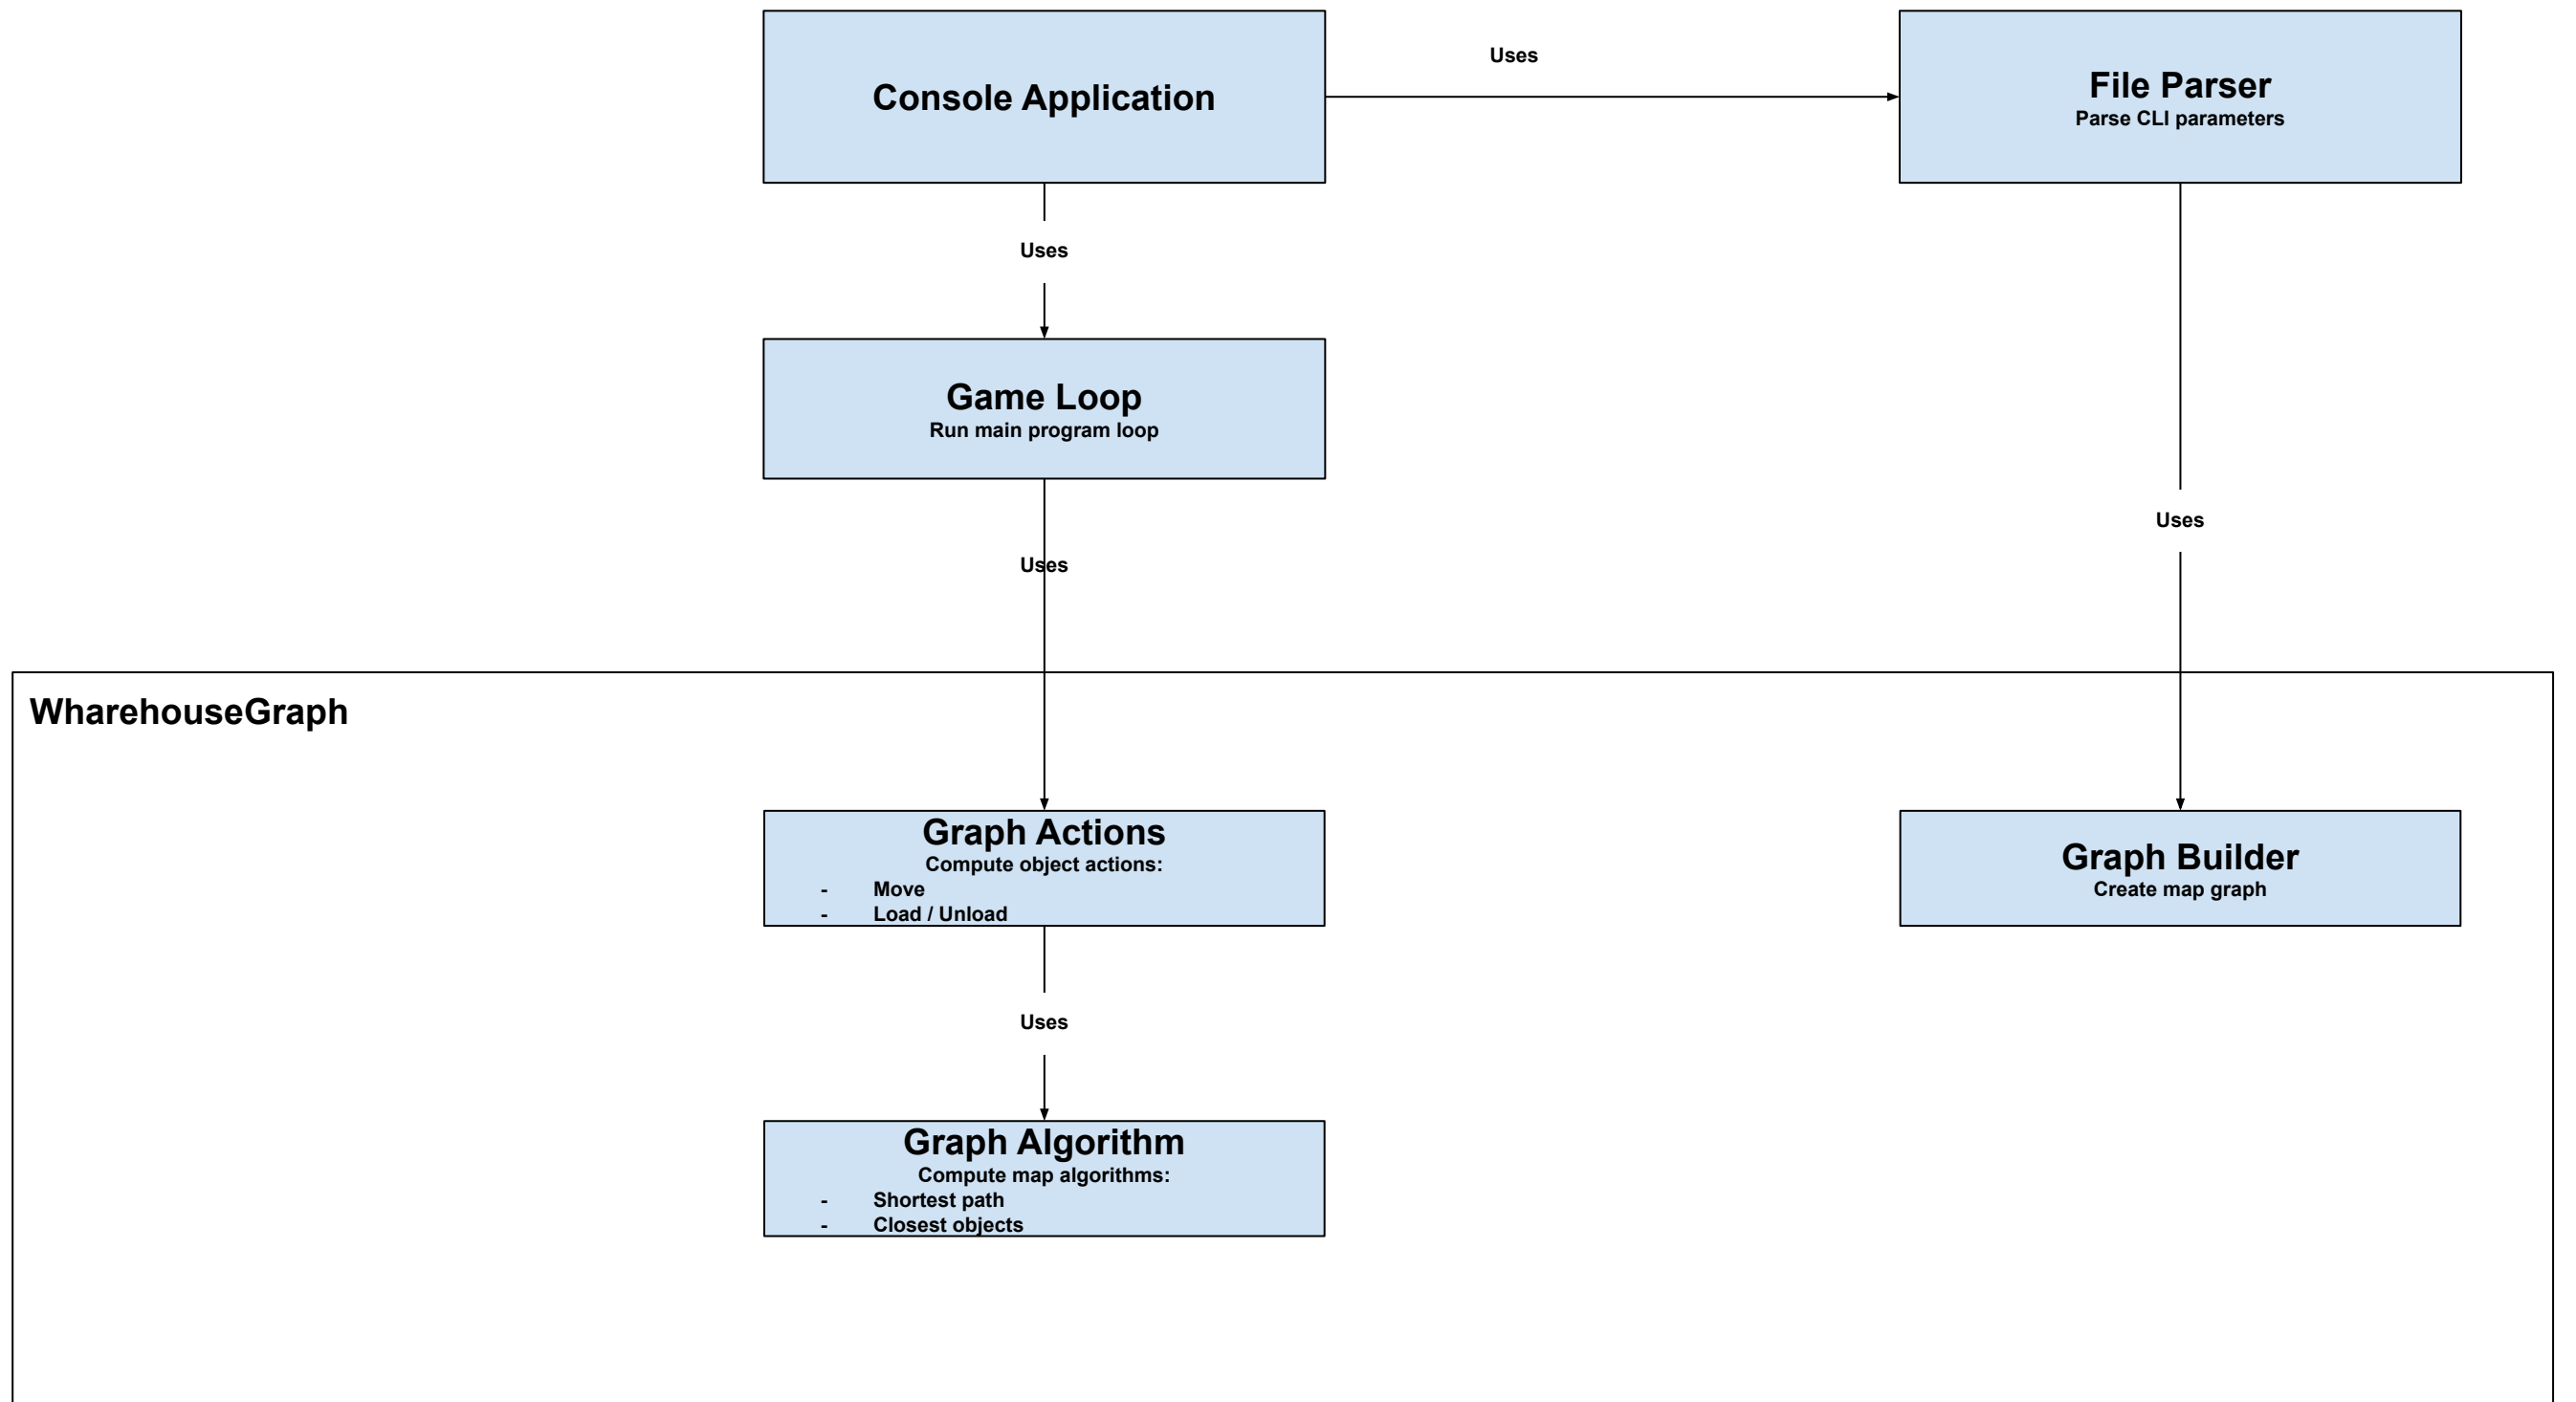 Console Application
Uses
File Parser
Parse CLI parameters
Uses
Game Loop
Run main program loop
Uses
Uses
WharehouseGraph
Graph Actions
Compute object actions:
- Move
- Load / Unload
Graph Builder
Create map graph
Uses
Graph Algorithm
Compute map algorithms:
- Shortest path
- Closest objects